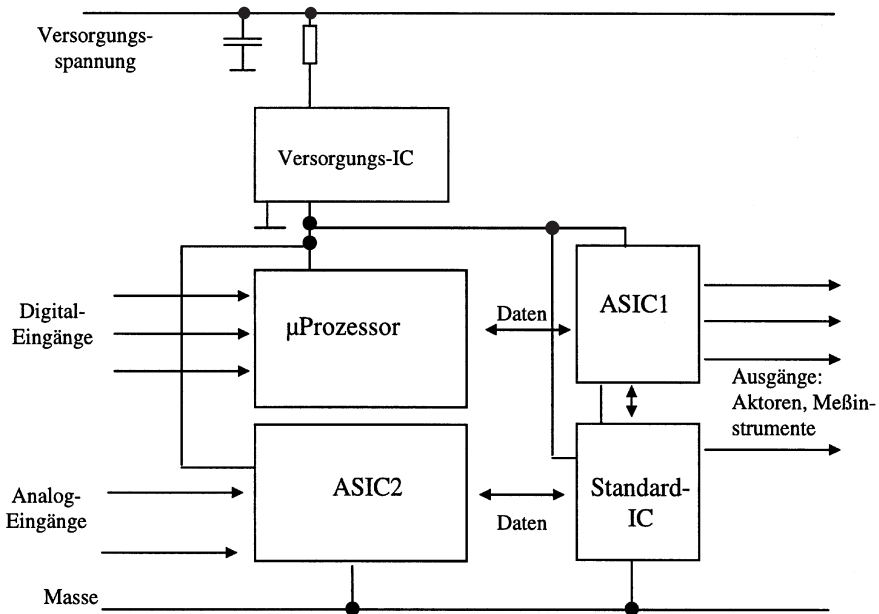 Versorgungs-
spannung
Versorgungs-IC
Digital-
Eingänge
µProzessor
Daten
ASIC1
Ausgänge:
Aktoren, Meßin-
strumente
Analog-
Eingänge
ASIC2
Daten
Standard-
IC
Masse